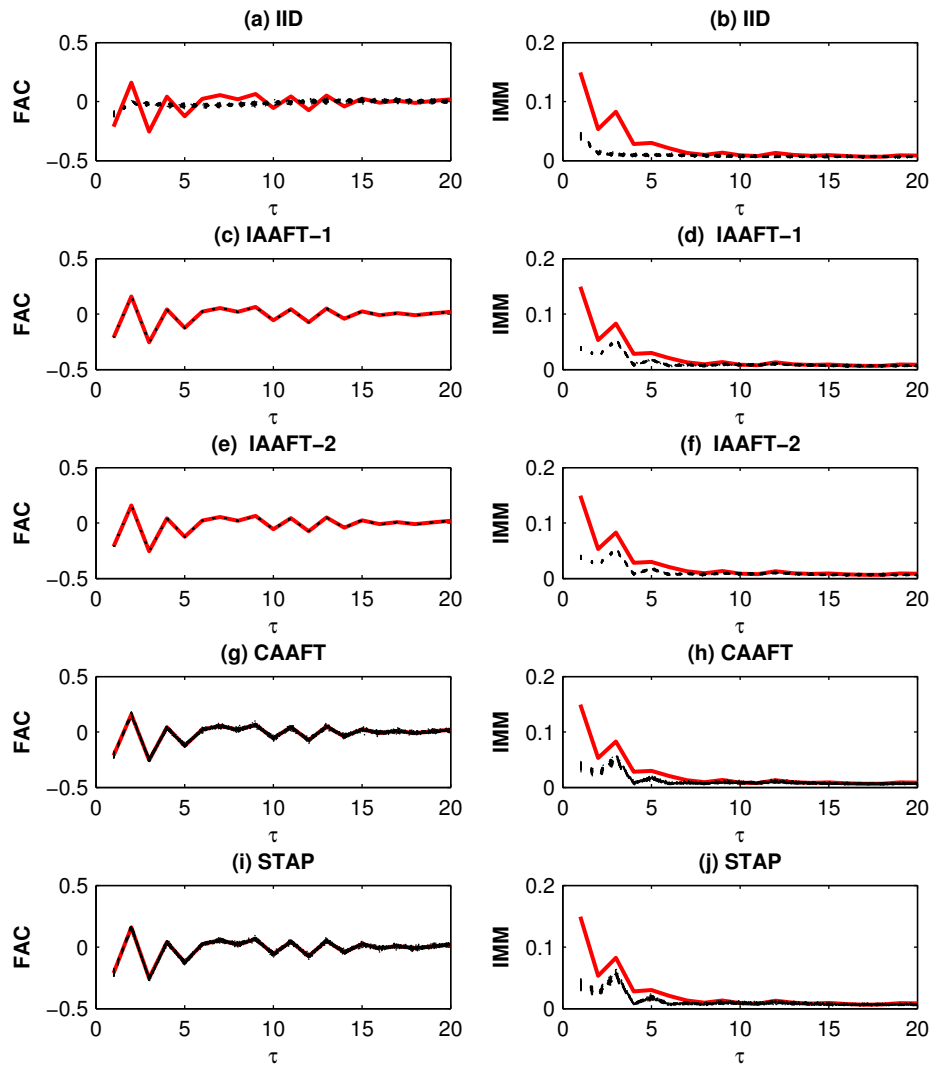 (a) IID
FAC
0.5
0
−0.5
0 5 10 15 20
τ
(b) IID
IMM
0.2
0.1
0
0 5 10 15 20
τ
(c) IAAFT−1
FAC
0.5
0
−0.5
0 5 10 15 20
τ
(d) IAAFT−1
IMM
0.2
0.1
0
0 5 10 15 20
τ
(e) IAAFT−2
FAC
0.5
0
−0.5
0 5 10 15 20
τ
(f) IAAFT−2
IMM
0.2
0.1
0
0 5 10 15 20
τ
(g) CAAFT
FAC
0.5
0
−0.5
0 5 10 15 20
τ
(h) CAAFT
IMM
0.2
0.1
0
0 5 10 15 20
τ
(i) STAP
FAC
0.5
0
−0.5
0 5 10 15 20
τ
(j) STAP
IMM
0.2
0.1
0
0 5 10 15 20
τ